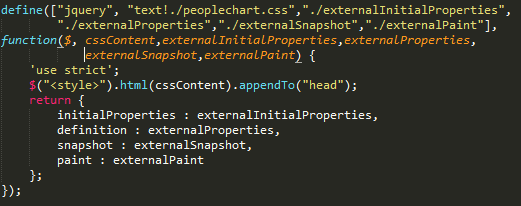 define(["jquery", "text!./peoplechart.css","./externalInitialProperties",
"./externalProperties","./externalSnapshot","./externalPaint"],
function($, cssContent,externalInitialProperties,externalProperties,
externalSnapshot,externalPaint) {
'use strict';
$("<style>").html(cssContent).appendTo("head");
return {
initialProperties : externalInitialProperties,
definition : externalProperties,
snapshot : externalSnapshot,
paint : externalPaint
};
});